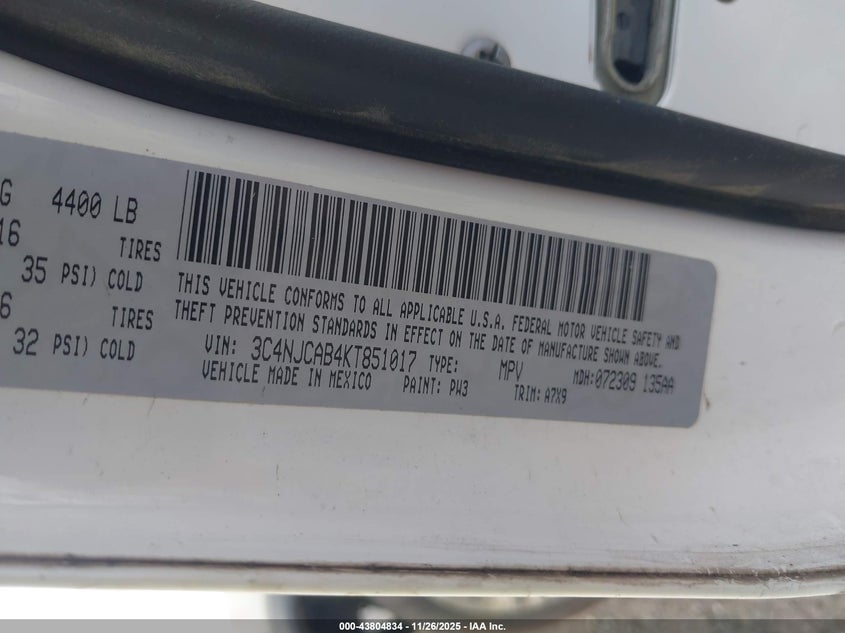 G 4400 LB
16 TIRES
35 PSI) COLD
6 TIRES
32 PSI) COLD
THIS VEHICLE CONFORMS TO ALL APPLICABLE U.S.A. FEDERAL MOTOR VEHICLE SAFETY AND
THEFT PREVENTION STANDARDS IN EFFECT ON THE DATE OF MANUFACTURE SHOWN ABOVE.
VIN: 3C4NJCAB4KT851017 TYPE: MPV MDH:072309 135AA
VEHICLE MADE IN MEXICO PAINT: PW3 TRIM: A7X9
000-43804834 - 11/26/2025 - IAA Inc.